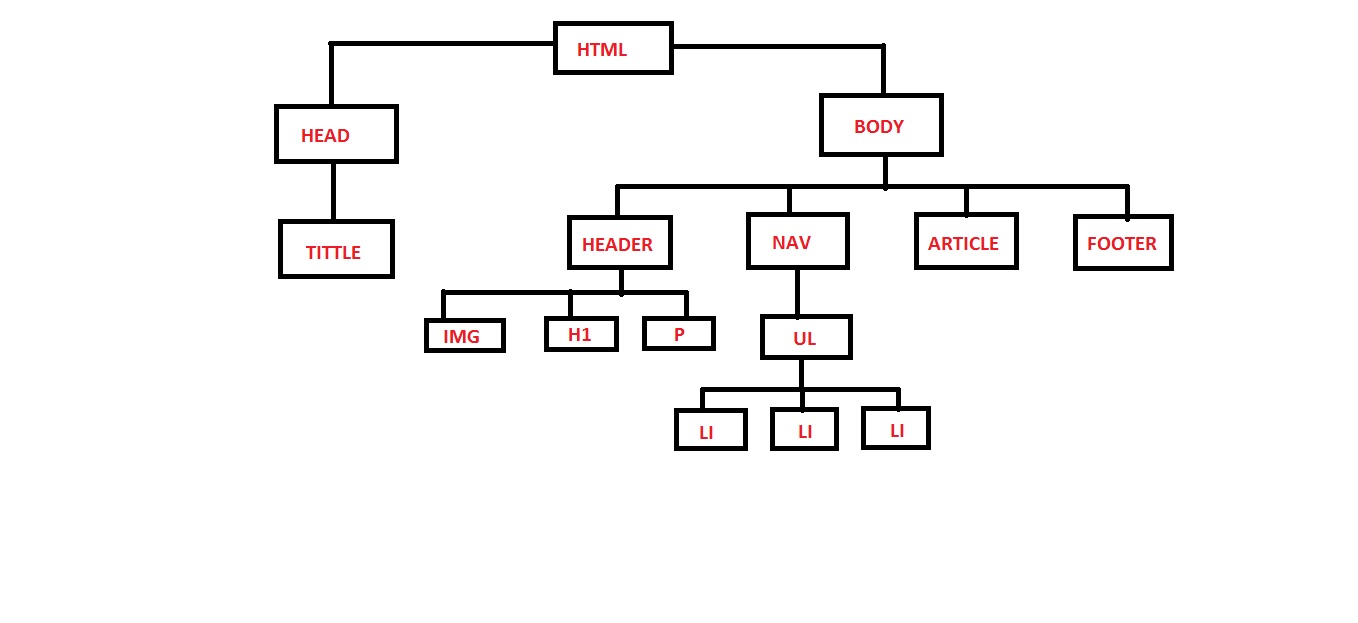 HTML
HEAD
BODY
TITTLE
HEADER
NAV
ARTICLE
FOOTER
IMG
H1
P
UL
LI
LI
LI